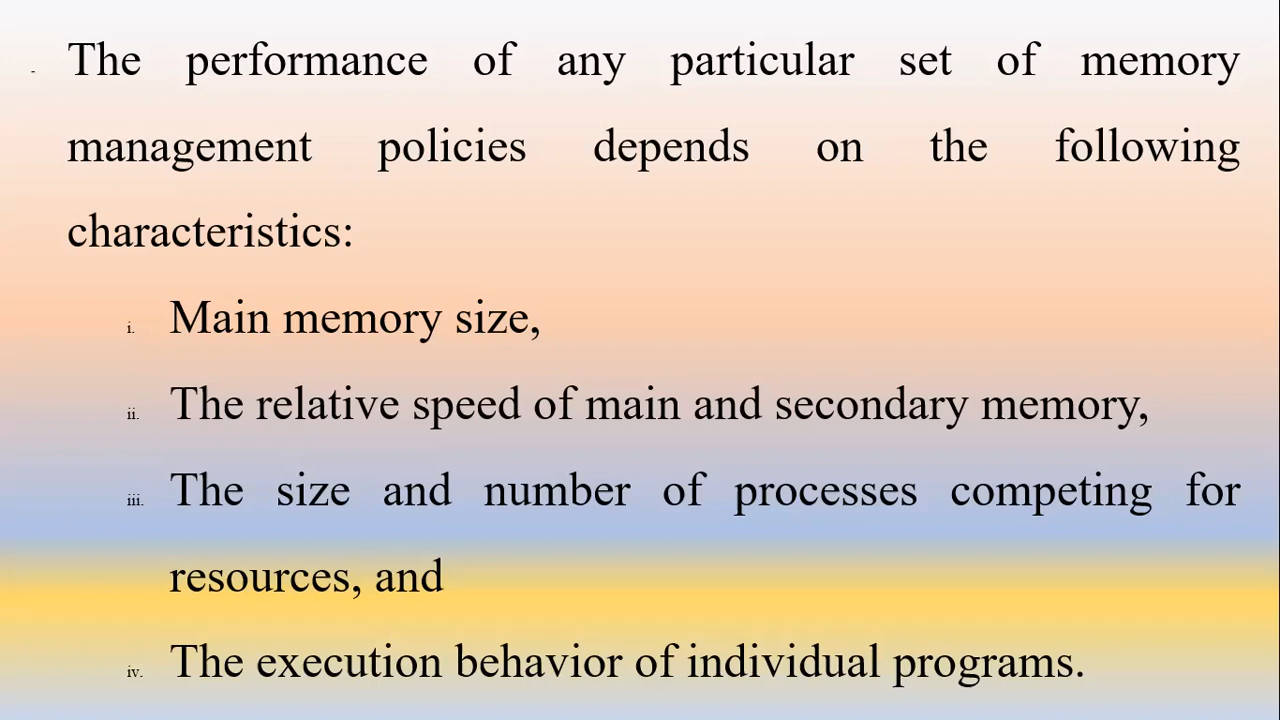 - The performance of any particular set of memory
management policies depends on the following
characteristics:
i. Main memory size,
ii. The relative speed of main and secondary memory,
iii. The size and number of processes competing for
resources, and
iv. The execution behavior of individual programs.